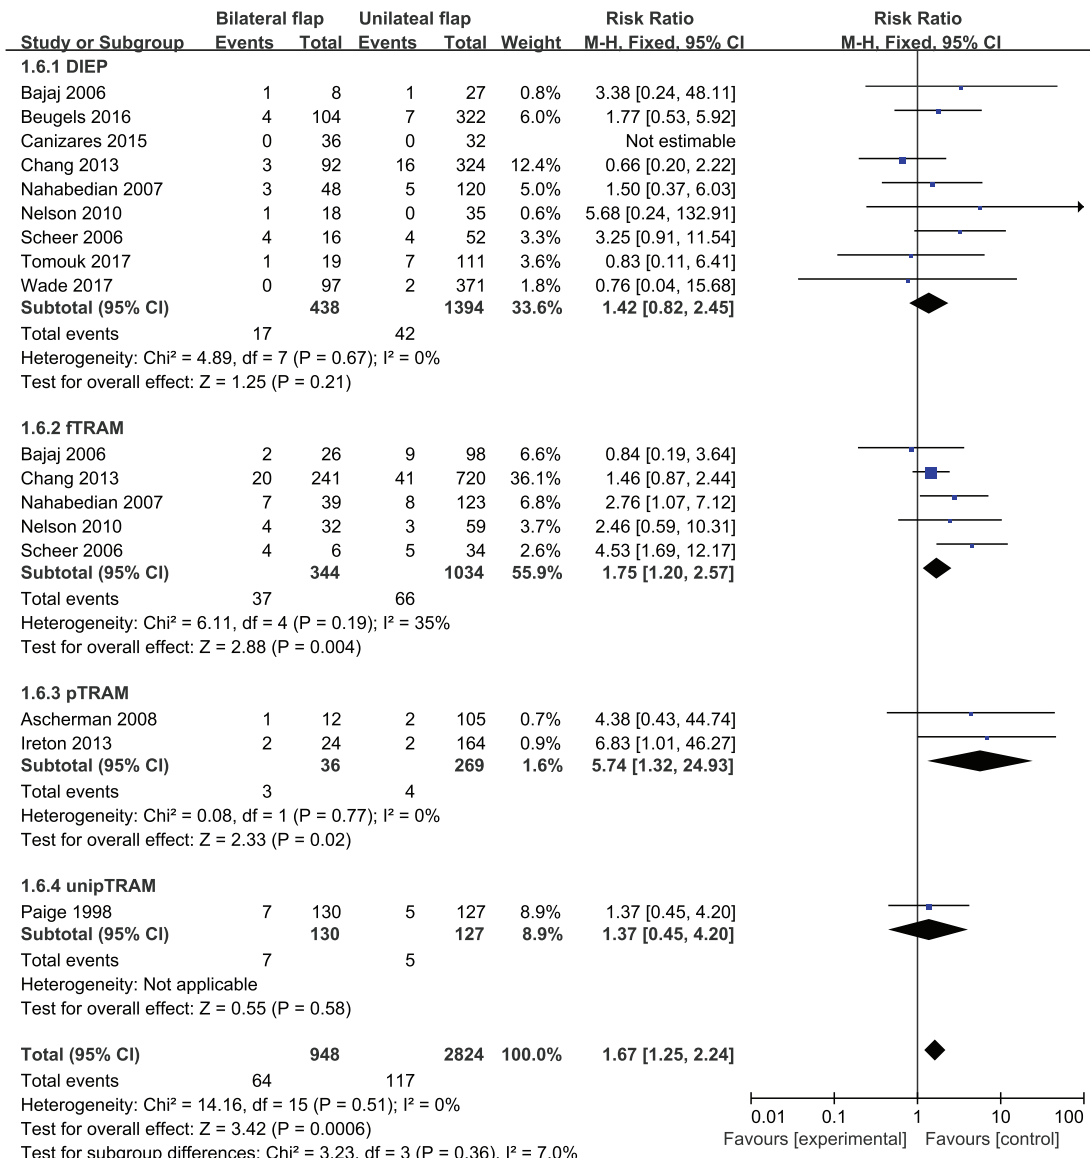 Bilateral flap Unilateal flap Risk Ratio Risk Ratio
Study or Subgroup Events Total Events Total Weight M-H, Fixed, 95% CI M-H, Fixed, 95% CI
1.6.1 DIEP
Bajaj 2006 1 8 1 27 0.8% 3.38 [0.24, 48.11]
Beugels 2016 4 104 7 322 6.0% 1.77 [0.53, 5.92]
Canizares 2015 0 36 0 32 Not estimable
Chang 2013 3 92 16 324 12.4% 0.66 [0.20, 2.22]
Nahabedian 2007 3 48 5 120 5.0% 1.50 [0.37, 6.03]
Nelson 2010 1 18 0 35 0.6% 5.68 [0.24, 132.91]
Scheer 2006 4 16 4 52 3.3% 3.25 [0.91, 11.54]
Tomouk 2017 1 19 7 111 3.6% 0.83 [0.11, 6.41]
Wade 2017 0 97 2 371 1.8% 0.76 [0.04, 15.68]
Subtotal (95% CI) 438 1394 33.6% 1.42 [0.82, 2.45]
Total events 17 42
Heterogeneity: Chi² = 4.89, df = 7 (P = 0.67); I² = 0%
Test for overall effect: Z = 1.25 (P = 0.21)
1.6.2 fTRAM
Bajaj 2006 2 26 9 98 6.6% 0.84 [0.19, 3.64]
Chang 2013 20 241 41 720 36.1% 1.46 [0.87, 2.44]
Nahabedian 2007 7 39 8 123 6.8% 2.76 [1.07, 7.12]
Nelson 2010 4 32 3 59 3.7% 2.46 [0.59, 10.31]
Scheer 2006 4 6 5 34 2.6% 4.53 [1.69, 12.17]
Subtotal (95% CI) 344 1034 55.9% 1.75 [1.20, 2.57]
Total events 37 66
Heterogeneity: Chi² = 6.11, df = 4 (P = 0.19); I² = 35%
Test for overall effect: Z = 2.88 (P = 0.004)
1.6.3 pTRAM
Ascherman 2008 1 12 2 105 0.7% 4.38 [0.43, 44.74]
Ireton 2013 2 24 2 164 0.9% 6.83 [1.01, 46.27]
Subtotal (95% CI) 36 269 1.6% 5.74 [1.32, 24.93]
Total events 3 4
Heterogeneity: Chi² = 0.08, df = 1 (P = 0.77); I² = 0%
Test for overall effect: Z = 2.33 (P = 0.02)
1.6.4 unipTRAM
Paige 1998 7 130 5 127 8.9% 1.37 [0.45, 4.20]
Subtotal (95% CI) 130 127 8.9% 1.37 [0.45, 4.20]
Total events 7 5
Heterogeneity: Not applicable
Test for overall effect: Z = 0.55 (P = 0.58)
Total (95% CI) 948 2824 100.0% 1.67 [1.25, 2.24]
Total events 64 117
Heterogeneity: Chi² = 14.16, df = 15 (P = 0.51); I² = 0%
Test for overall effect: Z = 3.42 (P = 0.0006)
Test for subgroup differences: Chi² = 3.23, df = 3 (P = 0.36), I² = 7.0%
0.01 0.1 1 10 100
Favours [experimental] Favours [control]